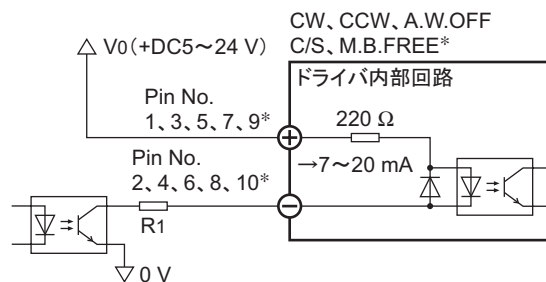 CW、CCW、A.W.OFF
C/S、M.B.FREE*
V0(+DC5～24 V)
ドライバ内部回路
Pin No.
1、3、5、7、9*
220 Ω
→7～20 mA
Pin No.
2、4、6、8、10*
R1
0 V